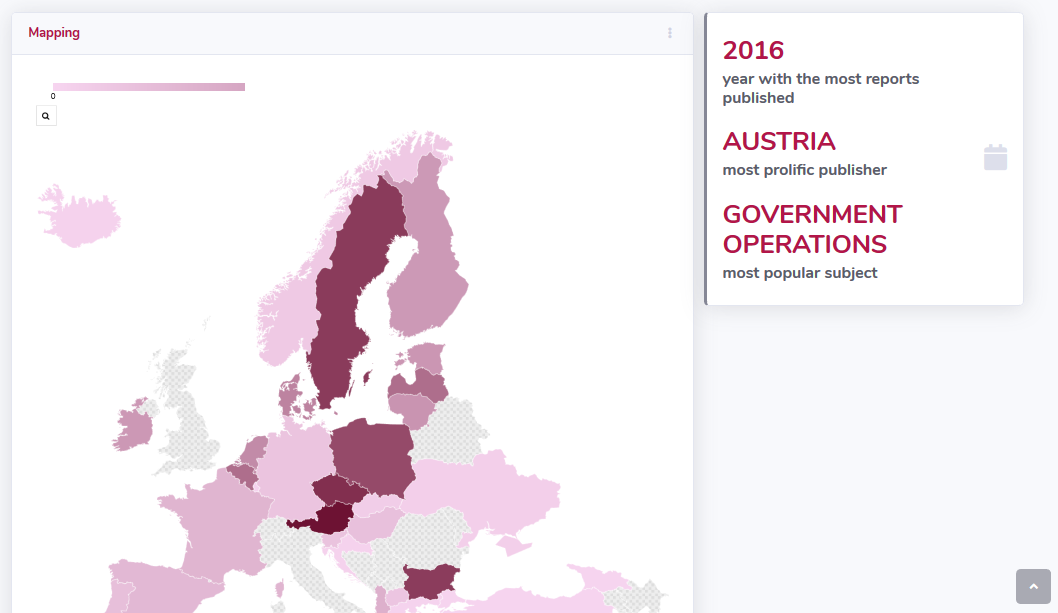 Mapping
0
2016
year with the most reports
published
AUSTRIA
most prolific publisher
GOVERNMENT
OPERATIONS
most popular subject